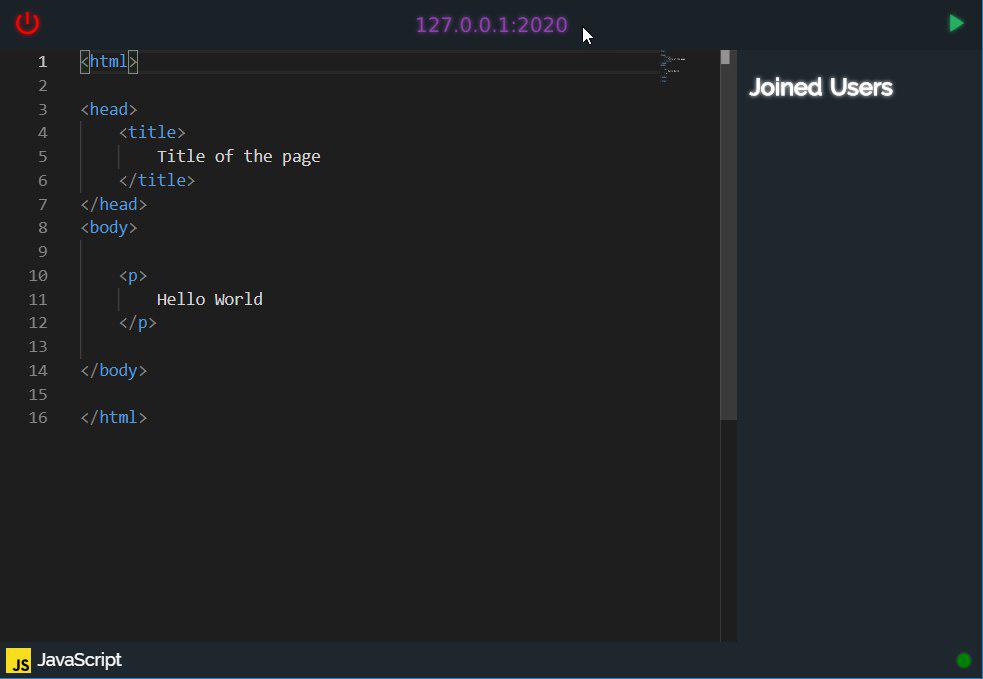 127.0.0.1:2020
1 <html>
2
3 <head>
4 <title>
5 Title of the page
6 </title>
7 </head>
8 <body>
9
10 <p>
11 Hello World
12 </p>
13
14 </body>
15
16 </html>
Joined Users
JS JavaScript